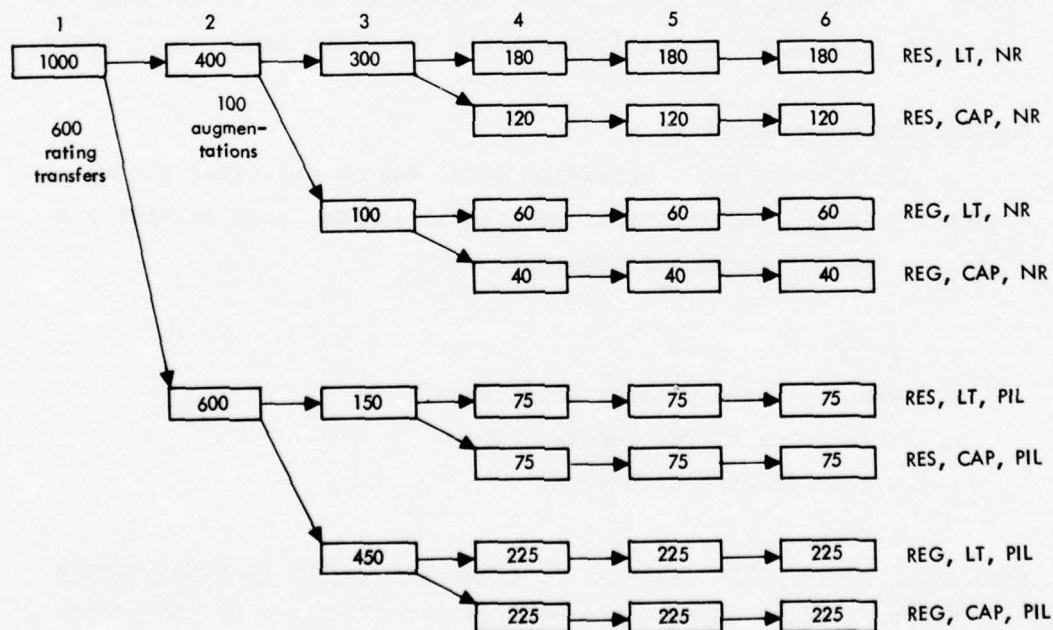 1 2 3 4 5 6
1000 400 300 180 180 180 RES, LT, NR
600
rating
transfers
100
augmen-
tations
120 120 120 RES, CAP, NR
100 60 60 60 REG, LT, NR
40 40 40 REG, CAP, NR
600 150 75 75 75 RES, LT, PIL
75 75 75 RES, CAP, PIL
450 225 225 225 REG, LT, PIL
225 225 225 REG, CAP, PIL